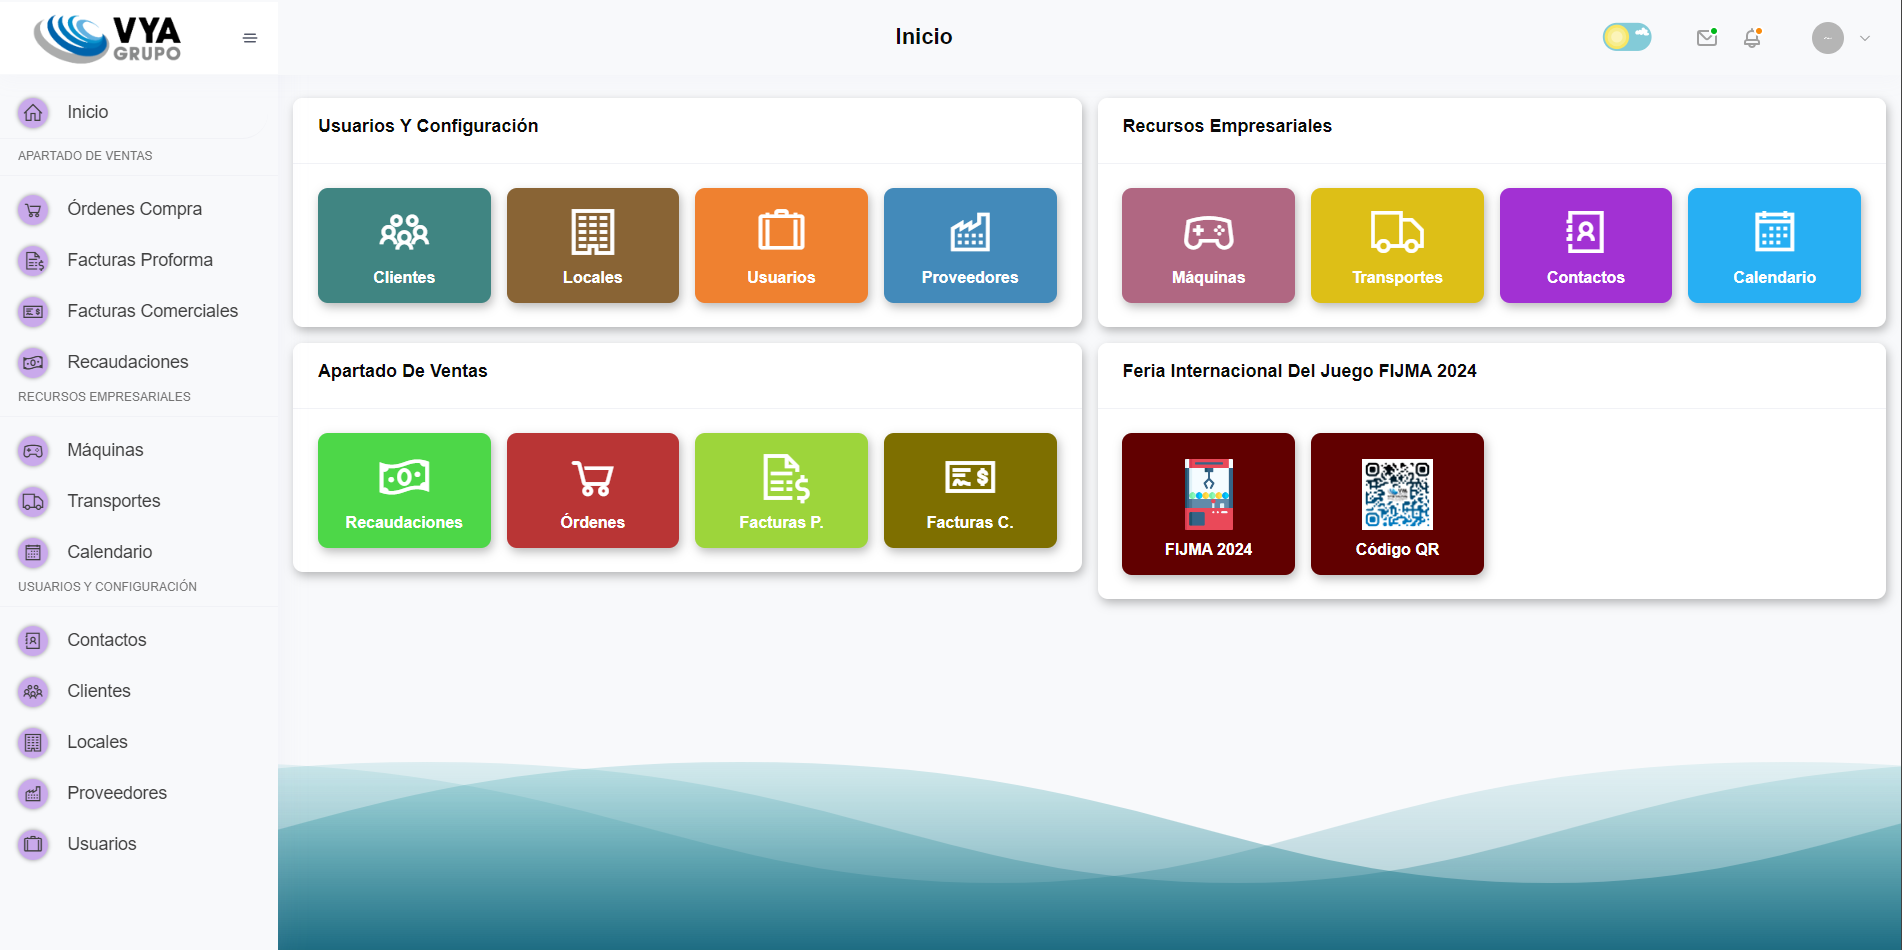 VYA
GRUPO
Inicio
Inicio
APARTADO DE VENTAS
Órdenes Compra
Facturas Proforma
Facturas Comerciales
Recaudaciones
RECURSOS EMPRESARIALES
Máquinas
Transportes
Calendario
USUARIOS Y CONFIGURACIÓN
Contactos
Clientes
Locales
Proveedores
Usuarios
Usuarios Y Configuración
Clientes
Locales
Usuarios
Proveedores
Recursos Empresariales
Máquinas
Transportes
Contactos
Calendario
Apartado De Ventas
Recaudaciones
Órdenes
Facturas P.
Facturas C.
Feria Internacional Del Juego FIJMA 2024
FIJMA 2024
Código QR